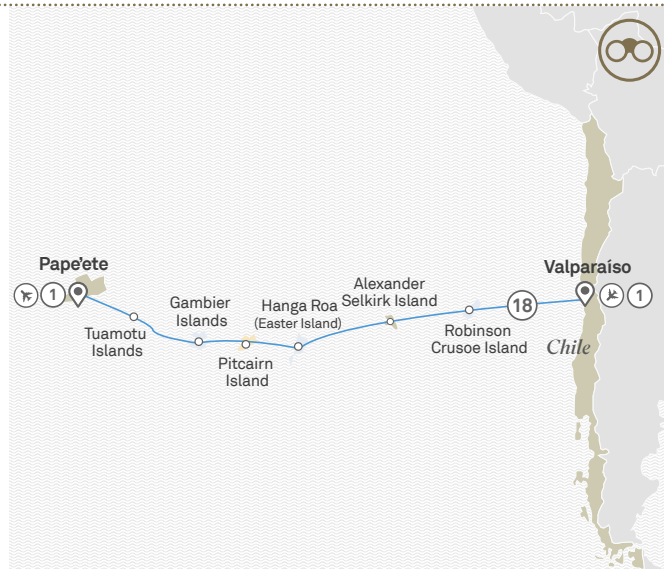 Pape'ete
1
Tuamotu
Islands
Gambier
Islands
Pitcairn
Island
Hanga Roa
(Easter Island)
Alexander
Selkirk Island
Robinson
Crusoe Island
18
Valparaíso
1
Chile